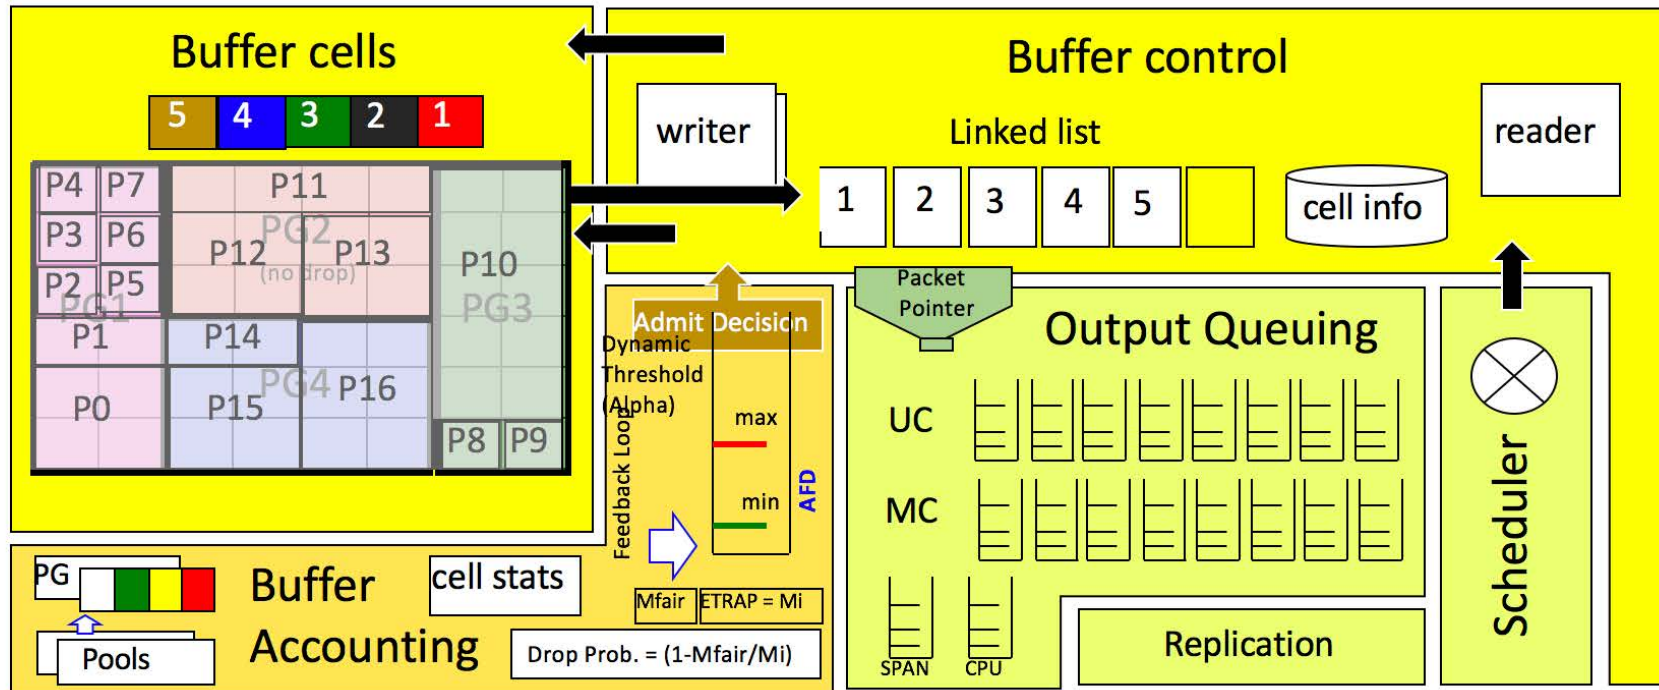 Buffer cells
5 4 3 2 1
P4 P7 P11
P3 P6 PG2
P12 P13 P10
(no drop)
P2 P5
PG1 PG3
P1 P14
PG4 P16
P0 P15
P8 P9
Buffer control
writer
Linked list
reader
1 2 3 4 5
cell info
Admit Decision
Dynamic
Threshold
(Alpha)
Feedback Loop
max
min
AFD
Mfair ETRAP = Mi
PG
Buffer
Accounting
cell stats
Pools
Drop Prob. = (1-Mfair/Mi)
Packet
Pointer
Output Queuing
UC
MC
SPAN CPU
Replication
Scheduler